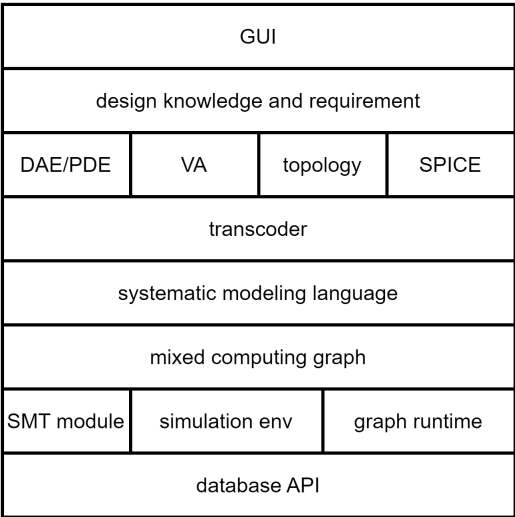 GUI
design knowledge and requirement
DAE/PDE VA topology SPICE
transcoder
systematic modeling language
mixed computing graph
SMT module simulation env graph runtime
database API